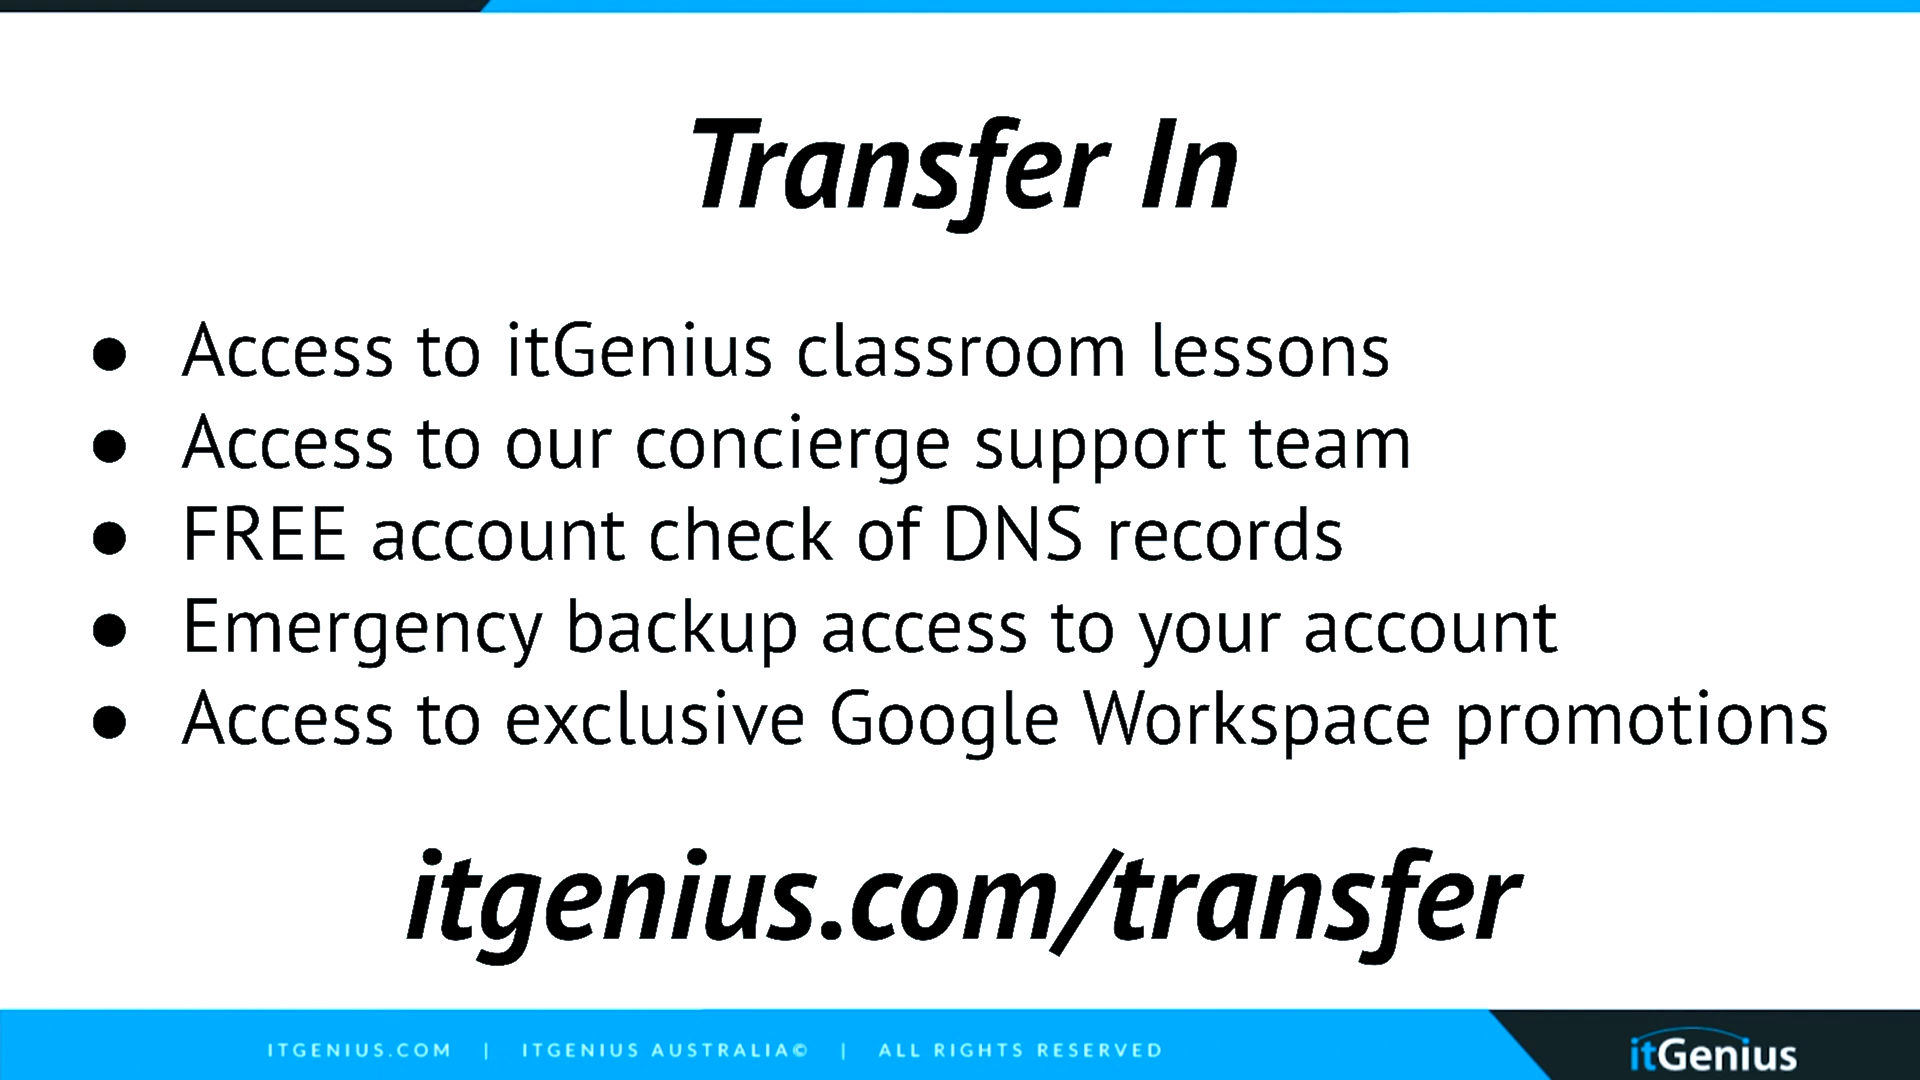 Transfer In
● Access to itGenius classroom lessons
● Access to our concierge support team
● FREE account check of DNS records
● Emergency backup access to your account
● Access to exclusive Google Workspace promotions
itgenius.com/transfer
ITGENIUS.COM | ITGENIUS AUSTRALIA© | ALL RIGHTS RESERVED
itGenius